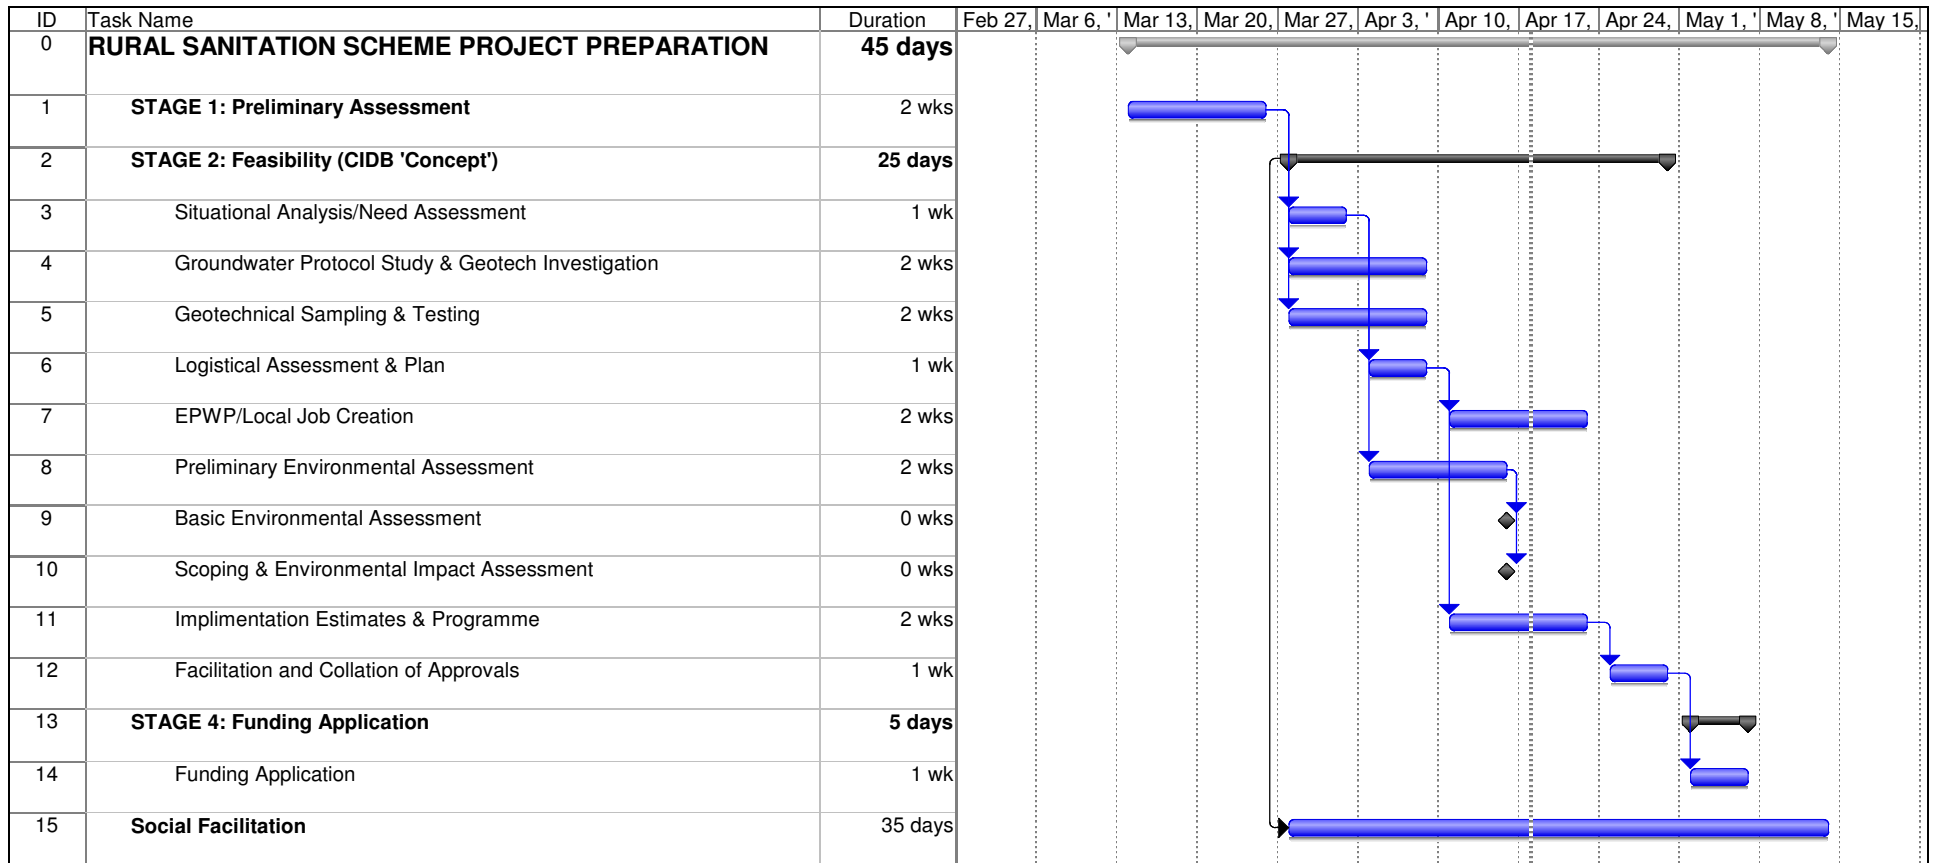 ID Task Name Duration Feb 27, Mar 6, ' Mar 13, Mar 20, Mar 27, Apr 3, ' Apr 10, Apr 17, Apr 24, May 1, ' May 8, ' May 15,
0 RURAL SANITATION SCHEME PROJECT PREPARATION 45 days
1 STAGE 1: Preliminary Assessment 2 wks
2 STAGE 2: Feasibility (CIDB 'Concept') 25 days
3 Situational Analysis/Need Assessment 1 wk
4 Groundwater Protocol Study & Geotech Investigation 2 wks
5 Geotechnical Sampling & Testing 2 wks
6 Logistical Assessment & Plan 1 wk
7 EPWP/Local Job Creation 2 wks
8 Preliminary Environmental Assessment 2 wks
9 Basic Environmental Assessment 0 wks
10 Scoping & Environmental Impact Assessment 0 wks
11 Implimentation Estimates & Programme 2 wks
12 Facilitation and Collation of Approvals 1 wk
13 STAGE 4: Funding Application 5 days
14 Funding Application 1 wk
15 Social Facilitation 35 days